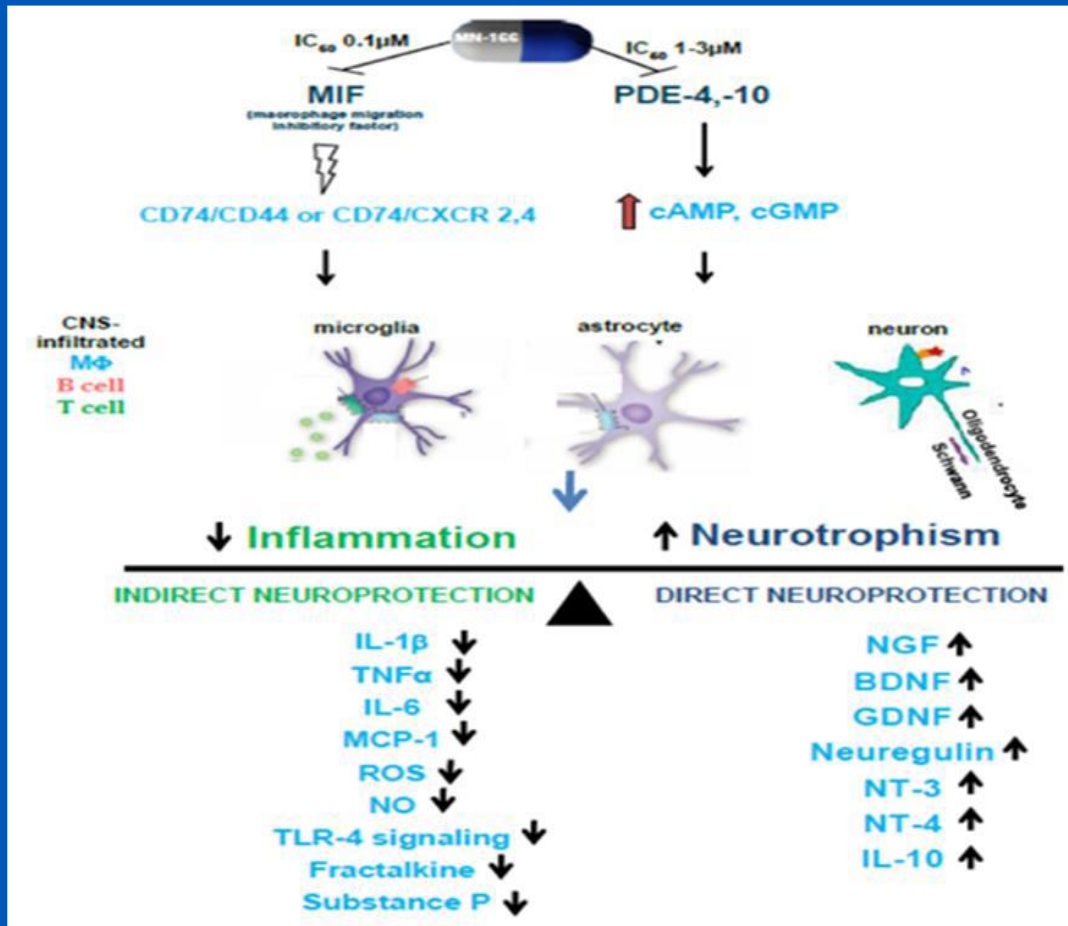 MN-166
IC₅₀ 0.1µM
IC₅₀ 1-3µM
MIF
(macrophage migration
inhibitory factor)
PDE-4,-10
CD74/CD44 or CD74/CXCR 2,4
cAMP, cGMP
CNS-
infiltrated
MΦ
B cell
T cell
microglia
astrocyte
neuron
Oligodendrocyte
Schwann
↓ Inflammation
↑ Neurotrophism
INDIRECT NEUROPROTECTION
DIRECT NEUROPROTECTION
IL-1β ↓
TNFα ↓
IL-6 ↓
MCP-1 ↓
ROS ↓
NO ↓
TLR-4 signaling ↓
Fractalkine ↓
Substance P ↓
NGF ↑
BDNF ↑
GDNF ↑
Neuregulin ↑
NT-3 ↑
NT-4 ↑
IL-10 ↑